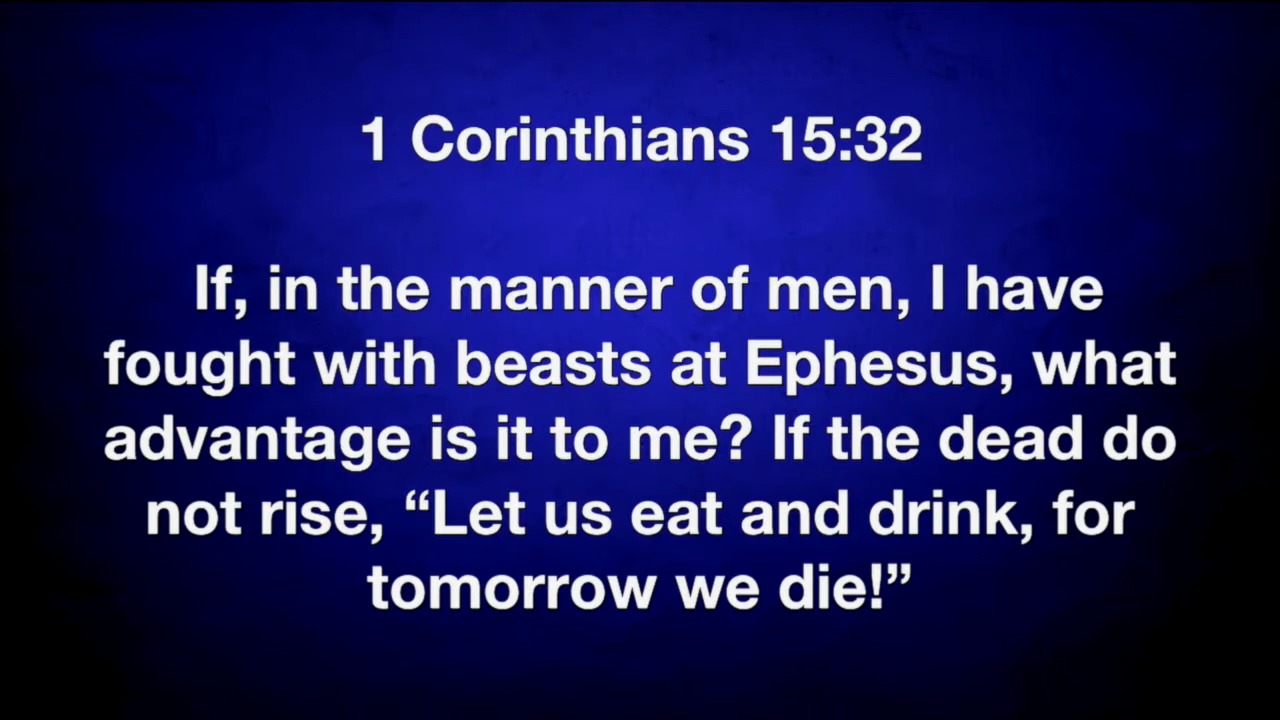 1 Corinthians 15:32
If, in the manner of men, I have
fought with beasts at Ephesus, what
advantage is it to me? If the dead do
not rise, “Let us eat and drink, for
tomorrow we die!”